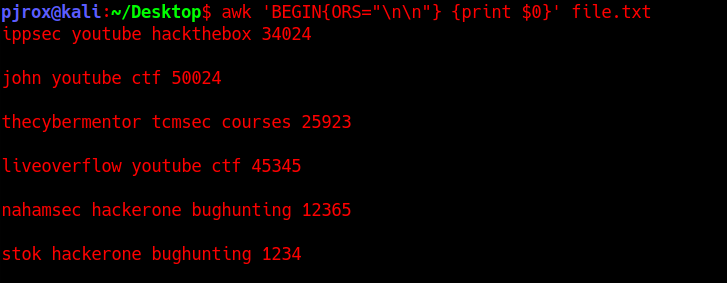 pjrox@kali:~/Desktop$ awk 'BEGIN{ORS="\n\n"} {print $0}' file.txt
ippsec youtube hackthebox 34024
john youtube ctf 50024
thecybermentor tcmsec courses 25923
liveoverflow youtube ctf 45345
nahamsec hackerone bughunting 12365
stok hackerone bughunting 1234